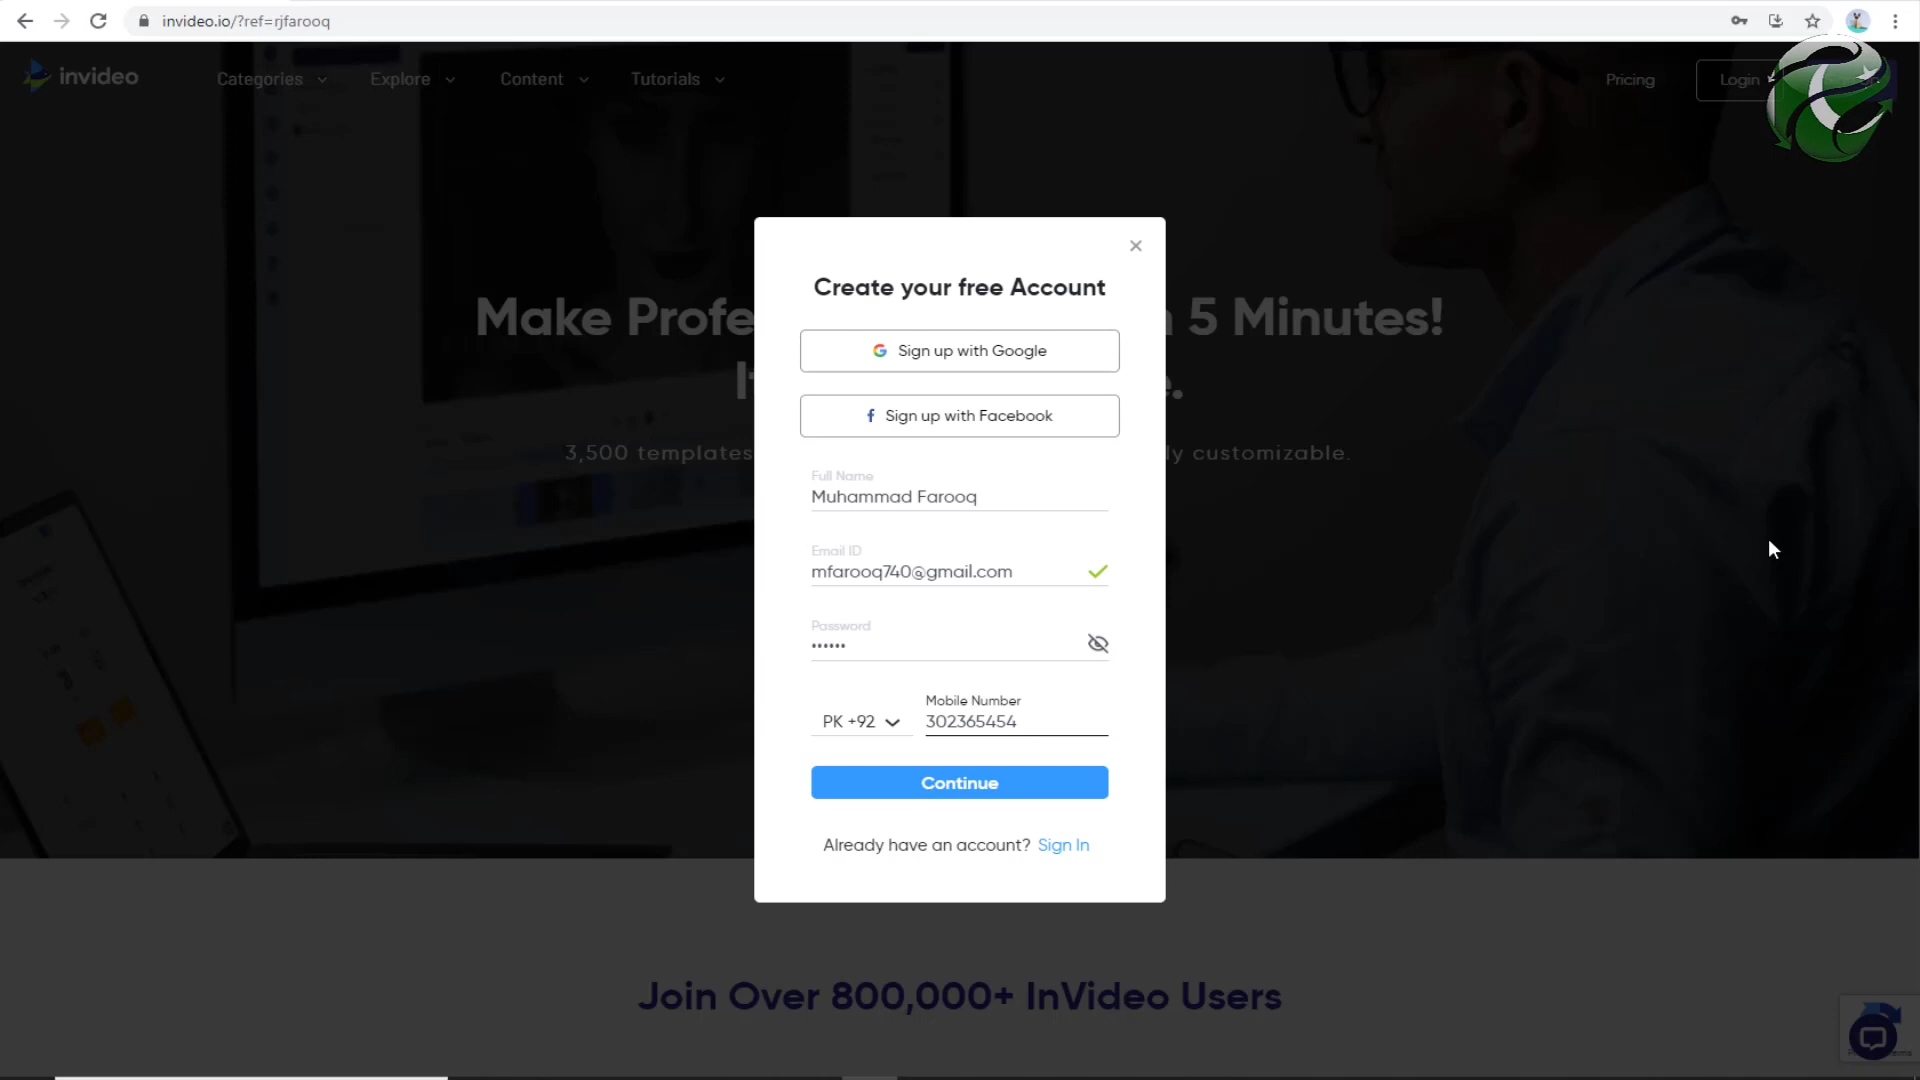 invideo.io/?ref=rjfarooq
invideo
Categories
Explore
Content
Tutorials
Pricing
Login
Make Profe
5 Minutes!
3,500 templates
ly customizable.
Create your free Account
Sign up with Google
Sign up with Facebook
Full Name
Muhammad Farooq
Email ID
mfarooq740@gmail.com
Password
••••••
PK +92
Mobile Number
302365454
Continue
Already have an account? Sign In
Join Over 800,000+ InVideo Users